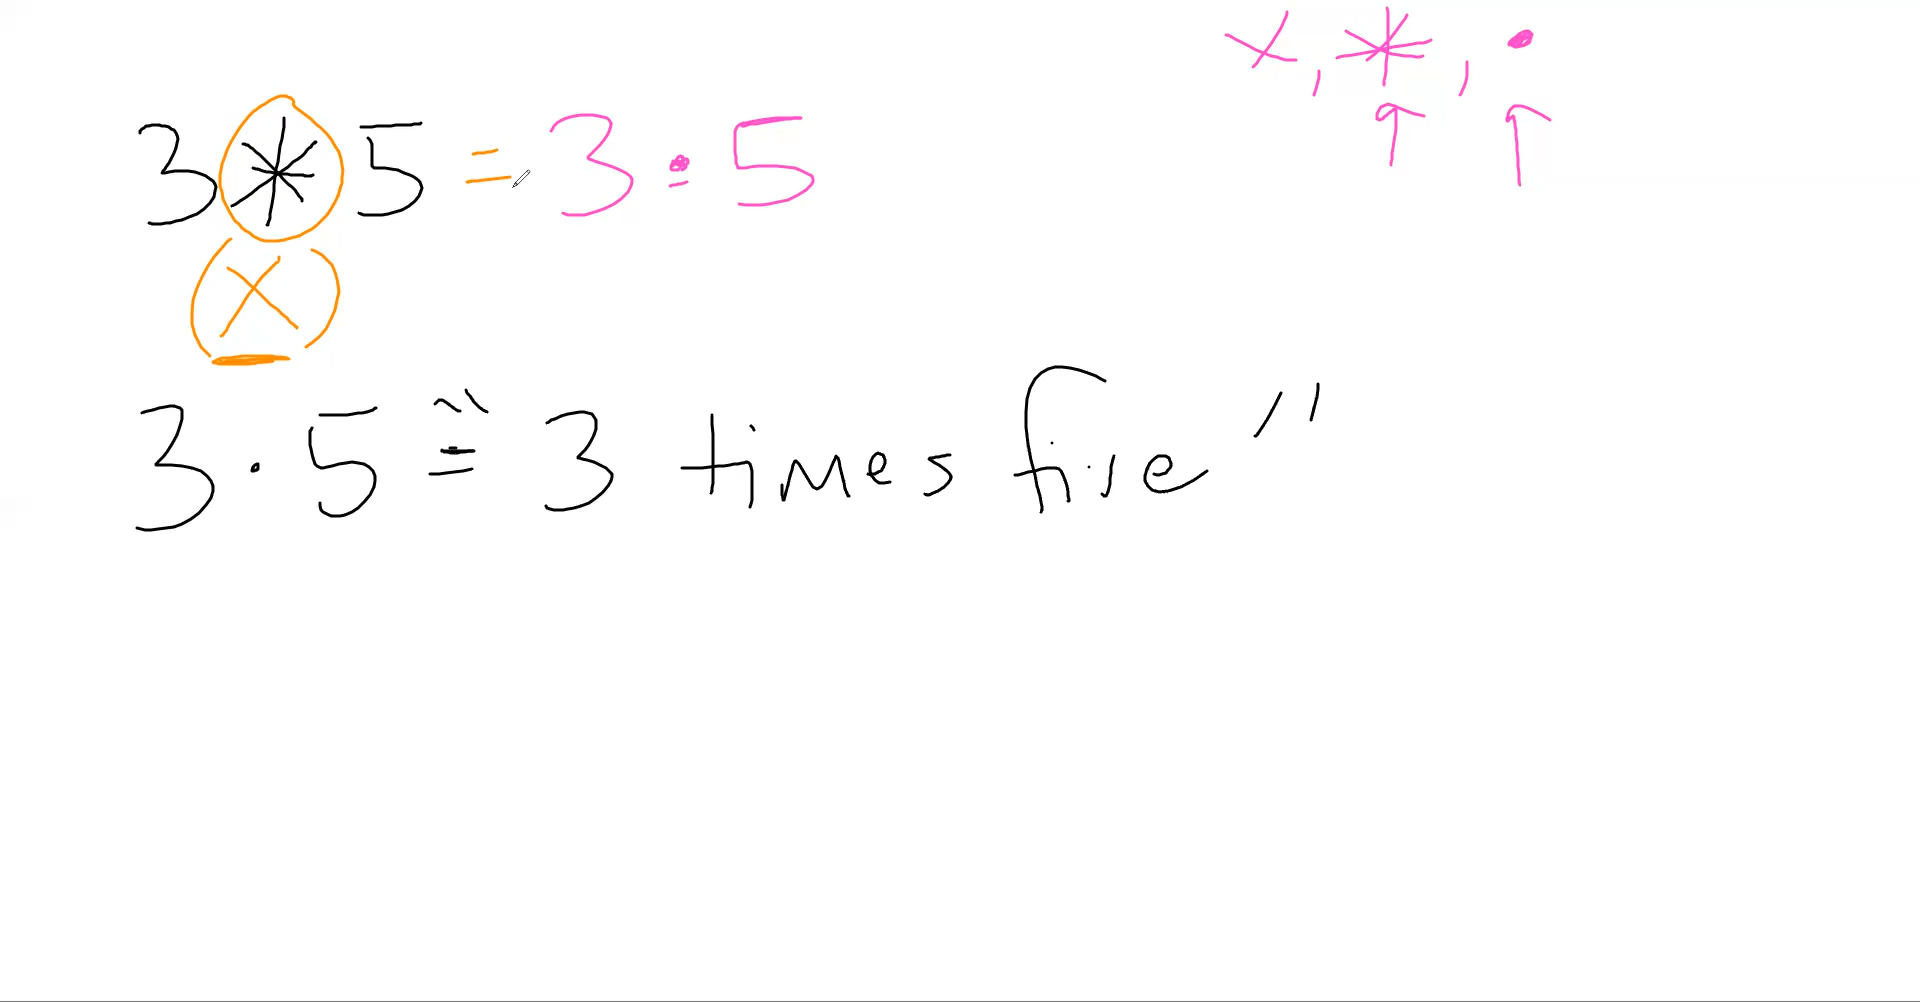 ×, *, •
3 * 5 = 3 • 5
(×)
3 · 5 = "3 times five"